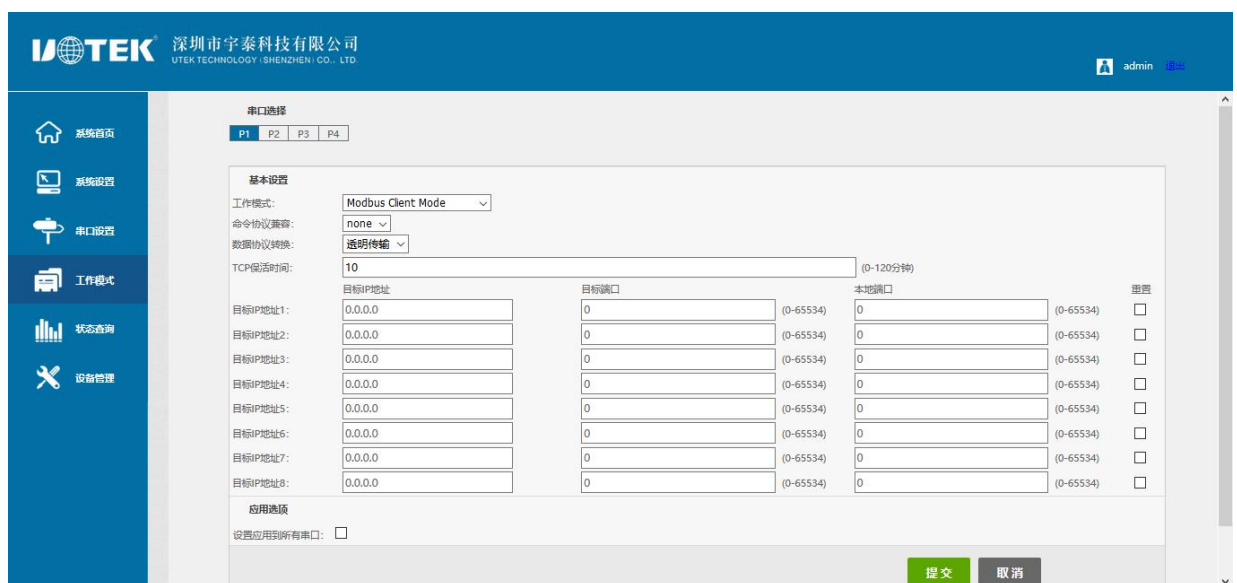 UOTEK® 深圳市宇泰科技有限公司
UTEK TECHNOLOGY (SHENZHEN) CO., LTD.
admin 退出
系统首页
系统设置
串口设置
工作模式
状态查询
设备管理
串口选择
P1 P2 P3 P4
基本设置
工作模式: Modbus Client Mode
命令协议兼容: none
数据协议转换: 透明传输
TCP保活时间: 10 (0-120分钟)
目标IP地址 目标端口 本地端口 重置
目标IP地址1: 0.0.0.0 0 (0-65534) 0 (0-65534)
目标IP地址2: 0.0.0.0 0 (0-65534) 0 (0-65534)
目标IP地址3: 0.0.0.0 0 (0-65534) 0 (0-65534)
目标IP地址4: 0.0.0.0 0 (0-65534) 0 (0-65534)
目标IP地址5: 0.0.0.0 0 (0-65534) 0 (0-65534)
目标IP地址6: 0.0.0.0 0 (0-65534) 0 (0-65534)
目标IP地址7: 0.0.0.0 0 (0-65534) 0 (0-65534)
目标IP地址8: 0.0.0.0 0 (0-65534) 0 (0-65534)
应用选项
设置应用到所有串口:
提交 取消